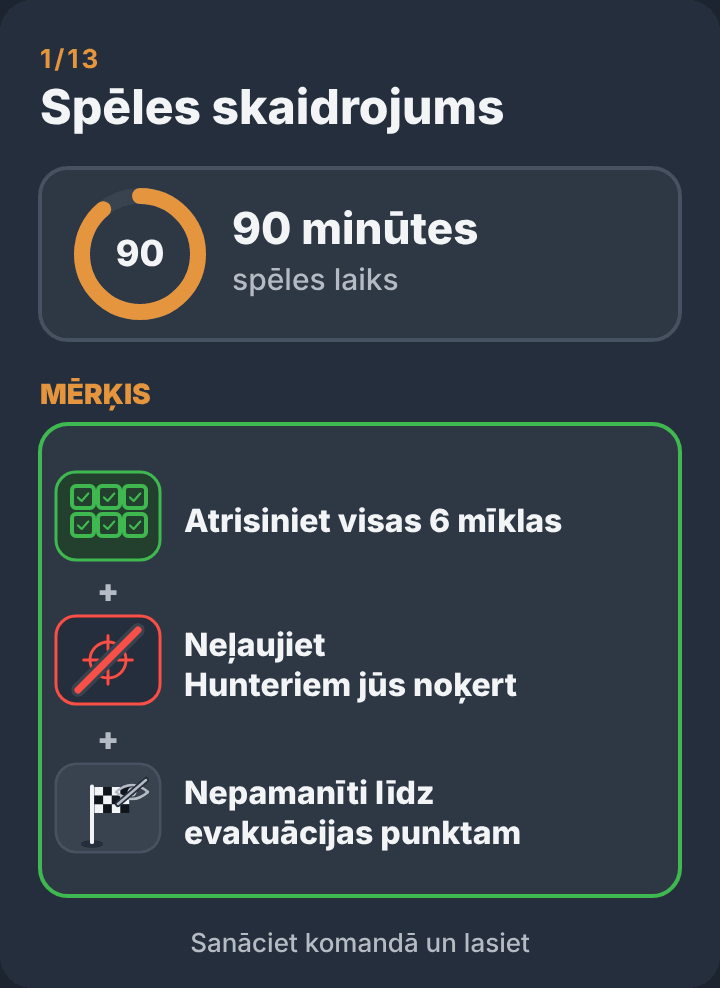 1/13
Spēles skaidrojums
90
90 minūtes
spēles laiks
MĒRĶIS
Atrisiniet visas 6 mīklas
+
Neļaujiet
Hunteriem jūs noķert
+
Nepamanīti līdz
evakuācijas punktam
Sanāciet komandā un lasiet